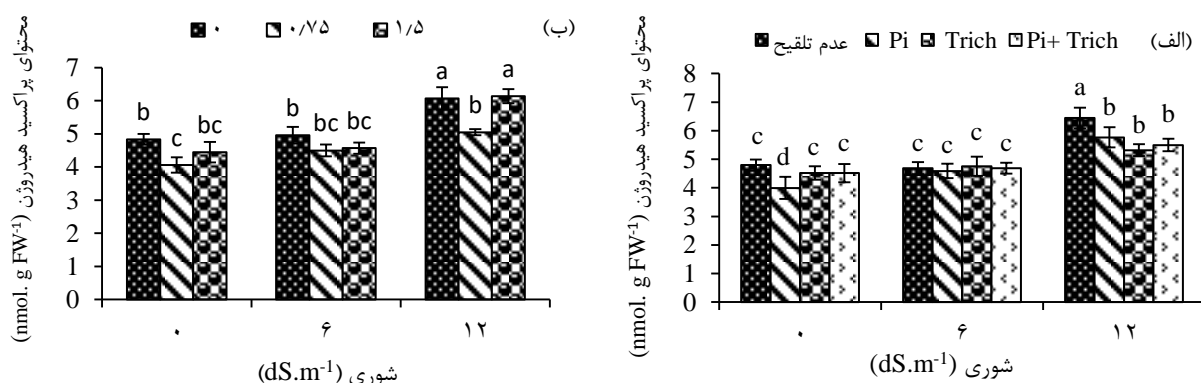 (الف) عدم تلقیح Pi Trich Pi+ Trich
محتوای پراکسید هیدروژن (nmol. g FW-1)
8
7
6
5
4
3
2
1
0
c d c c c c c c a b b b
۰ ۶ ۱۲
شوری (dS.m-1)
(ب) ۰ ۰٫۷۵ ۱٫۵
محتوای پراکسید هیدروژن (nmol. g FW-1)
7
6
5
4
3
2
1
0
b c bc b bc bc a b a
۰ ۶ ۱۲
شوری (dS.m-1)